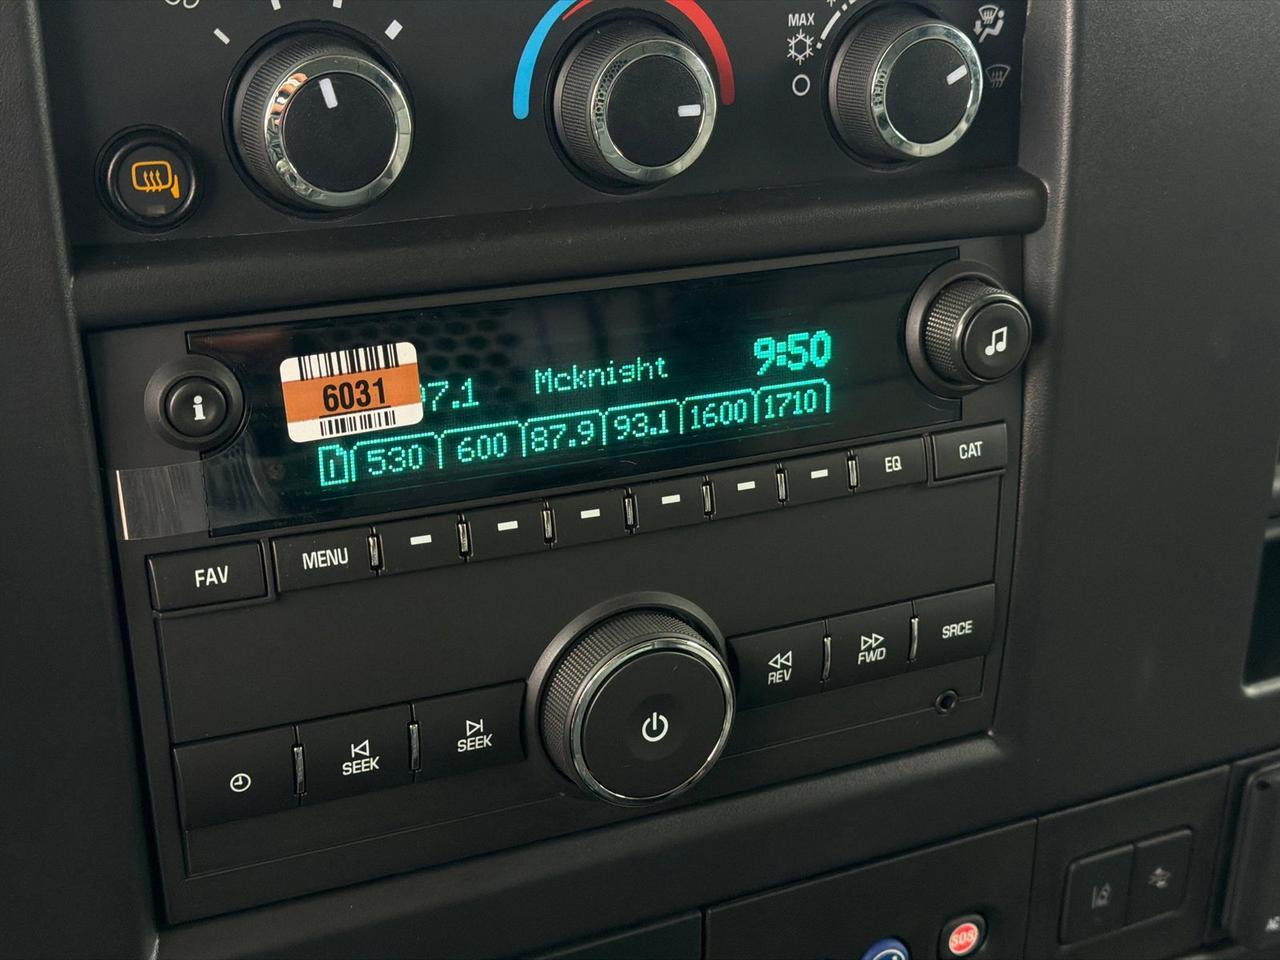 MAX
6031
7.1 Mcknight 9:50
530 600 87.9 93.1 1600 1710
FAV MENU EQ CAT
SEEK
SEEK
REV
FWD
SRCE
SOS